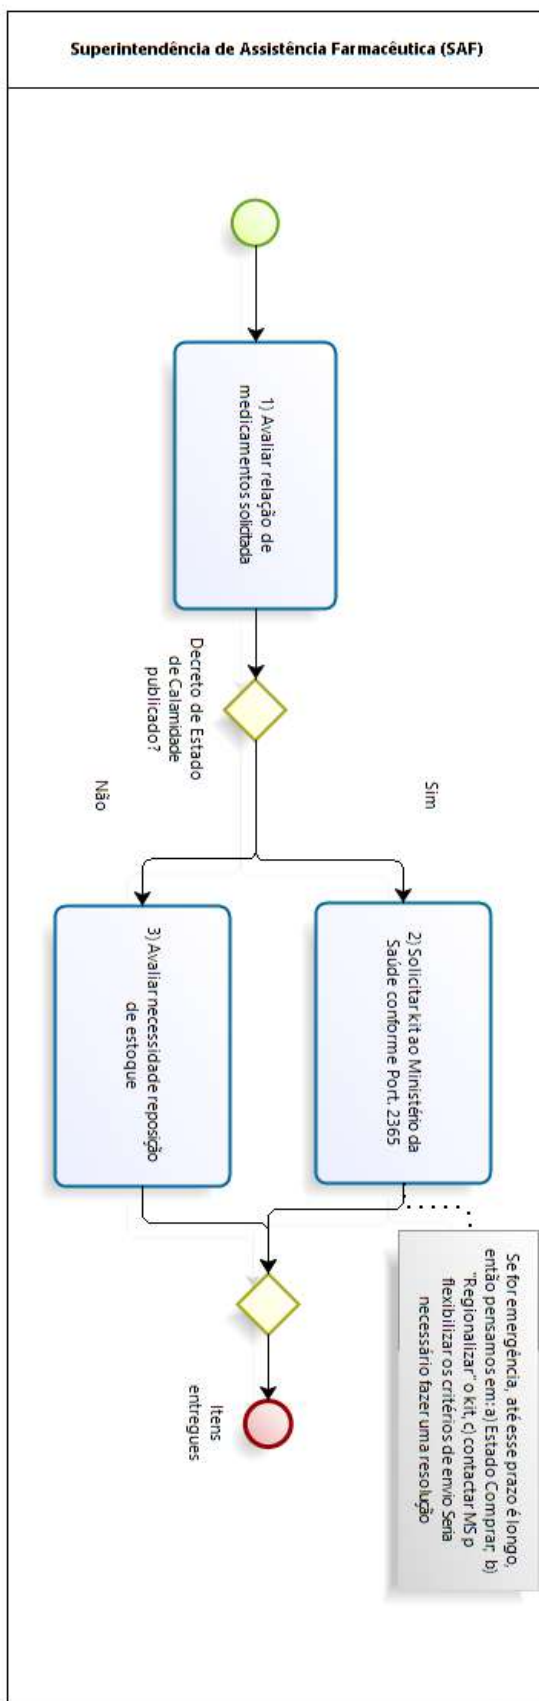 Superintendência de Assistência Farmacêutica (SAF)
1) Avaliar relação de
medicamentos solicitada
Decreto de Estado
de Calamidade
publicado?
Sim
Não
2) Solicitar kit ao Ministério da
Saúde conforme Port. 2365
3) Avaliar necessidade reposição
de estoque
Se for emergência, até esse prazo é longo,
então pensamos em: a) Estado Comprar; b)
"Regionalizar" o kit, c) contactar MS p
flexibilizar os critérios de envio Seria
necessário fazer uma resolução
Itens
entregues